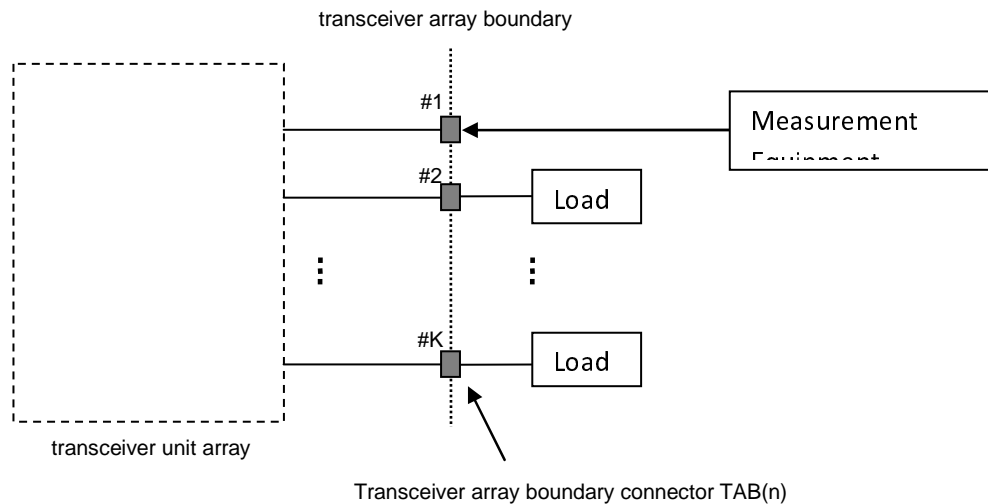 transceiver array boundary
#1
Measurement
#2
Load
#K
Load
transceiver unit array
Transceiver array boundary connector TAB(n)